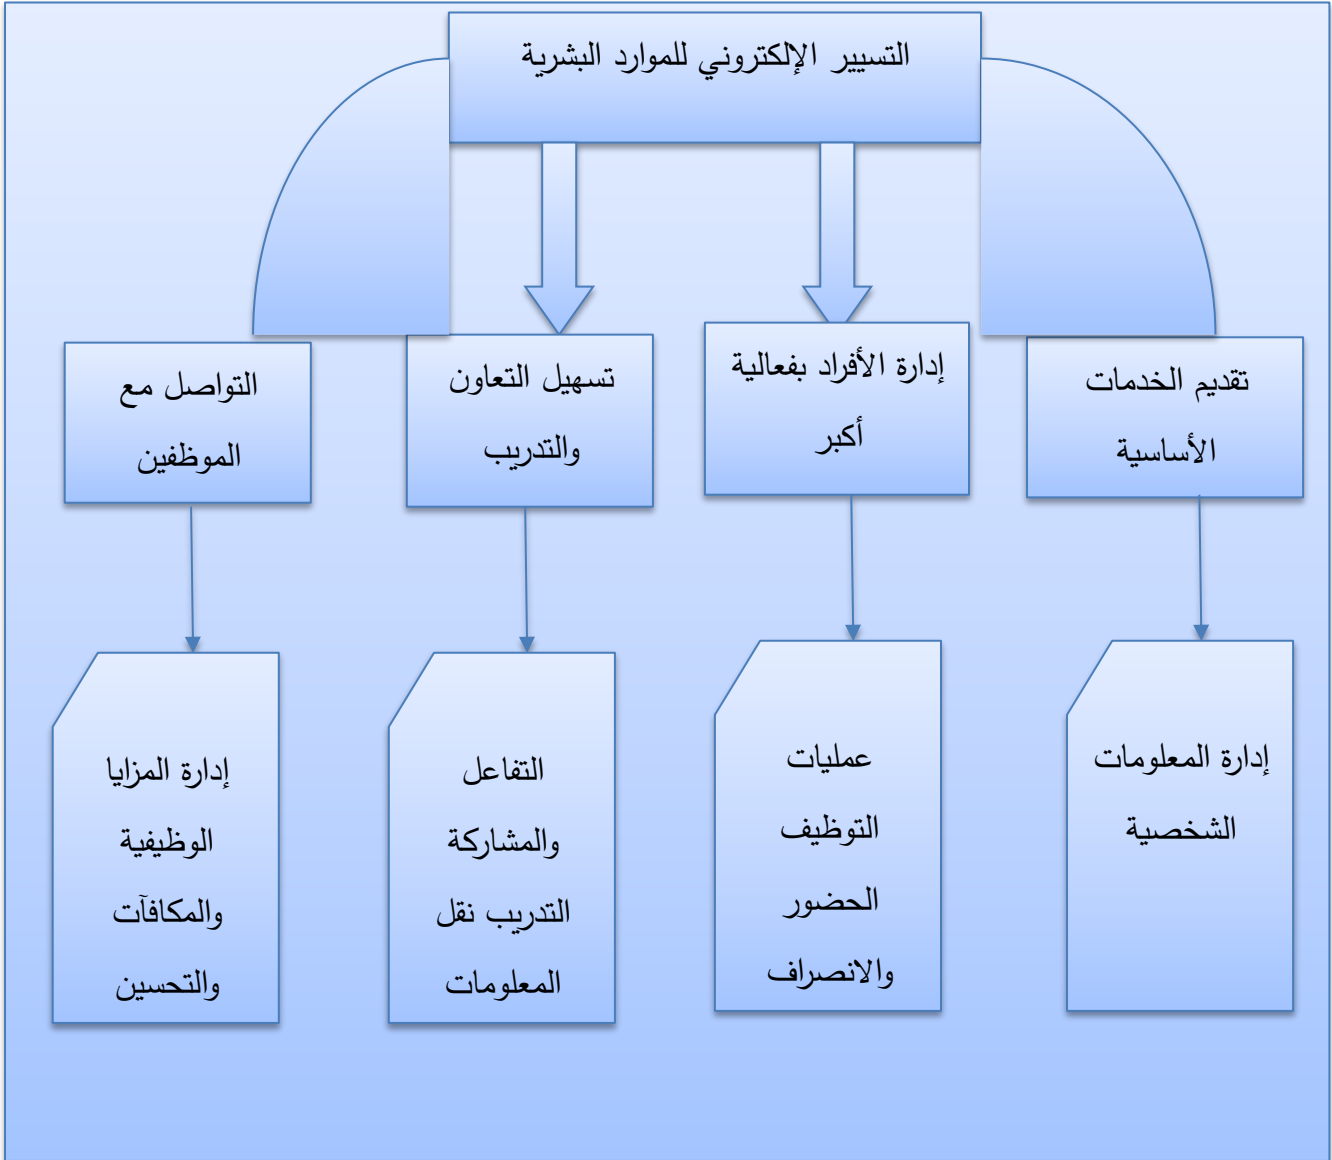 التسيير الإلكتروني للموارد البشرية
تقديم الخدمات
الأساسية
إدارة الأفراد بفعالية
أكبر
تسهيل التعاون
والتدريب
التواصل مع
الموظفين
إدارة المعلومات
الشخصية
عمليات
التوظيف
الحضور
والانصراف
التفاعل
والمشاركة
التدريب نقل
المعلومات
إدارة المزايا
الوظيفية
والمكافآت
والتحسين